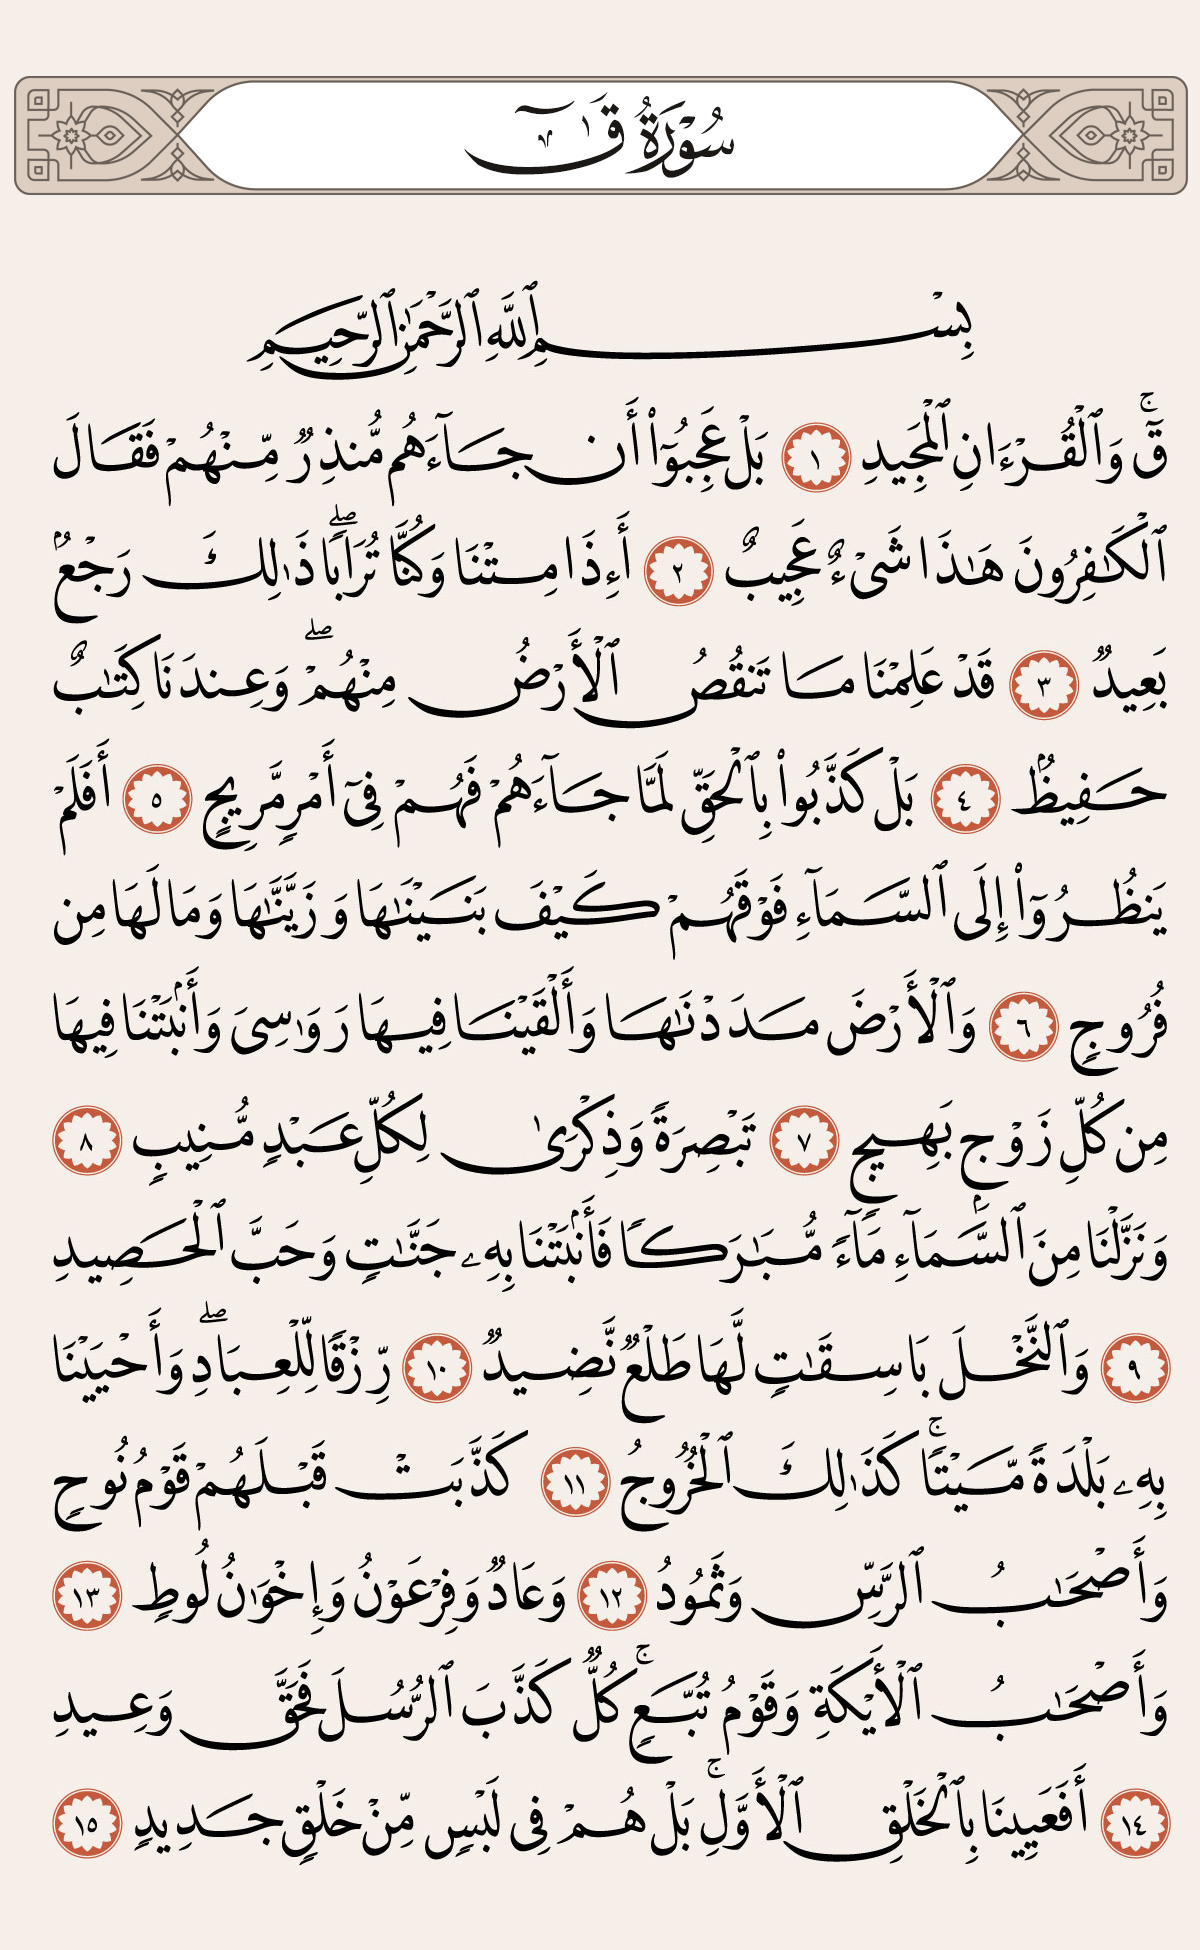 سُورَةُ قٓ
بِسْمِ ٱللَّهِ ٱلرَّحْمَٰنِ ٱلرَّحِيمِ
قٓۚ وَٱلْقُرْءَانِ ٱلْمَجِيدِ ١ بَلْ عَجِبُوٓا۟ أَن جَآءَهُم مُّنذِرٌ مِّنْهُمْ فَقَالَ
ٱلْكَٰفِرُونَ هَٰذَا شَىْءٌ عَجِيبٌ ٢ أَءِذَا مِتْنَا وَكُنَّا تُرَابًاۖ ذَٰلِكَ رَجْعٌۢ
بَعِيدٌ ٣ قَدْ عَلِمْنَا مَا تَنقُصُ ٱلْأَرْضُ مِنْهُمْۖ وَعِندَنَا كِتَٰبٌ
حَفِيظٌۢ ٤ بَلْ كَذَّبُوا۟ بِٱلْحَقِّ لَمَّا جَآءَهُمْ فَهُمْ فِىٓ أَمْرٍ مَّرِيجٍ ٥ أَفَلَمْ
يَنظُرُوٓا۟ إِلَى ٱلسَّمَآءِ فَوْقَهُمْ كَيْفَ بَنَيْنَٰهَا وَزَيَّنَّٰهَا وَمَا لَهَا مِن
فُرُوجٍ ٦ وَٱلْأَرْضَ مَدَدْنَٰهَا وَأَلْقَيْنَا فِيهَا رَوَٰسِىَ وَأَنۢبَتْنَا فِيهَا
مِن كُلِّ زَوْجٍۭ بَهِيجٍ ٧ تَبْصِرَةً وَذِكْرَىٰ لِكُلِّ عَبْدٍ مُّنِيبٍ ٨
وَنَزَّلْنَا مِنَ ٱلسَّمَآءِ مَآءً مُّبَٰرَكًا فَأَنۢبَتْنَا بِهِۦ جَنَّٰتٍ وَحَبَّ ٱلْحَصِيدِ
٩ وَٱلنَّخْلَ بَاسِقَٰتٍ لَّهَا طَلْعٌ نَّضِيدٌ ١٠ رِّزْقًا لِّلْعِبَادِۖ وَأَحْيَيْنَا
بِهِۦ بَلْدَةً مَّيْتًاۚ كَذَٰلِكَ ٱلْخُرُوجُ ١١ كَذَّبَتْ قَبْلَهُمْ قَوْمُ نُوحٍ
وَأَصْحَٰبُ ٱلرَّسِّ وَثَمُودُ ١٢ وَعَادٌ وَفِرْعَوْنُ وَإِخْوَٰنُ لُوطٍ ١٣
وَأَصْحَٰبُ ٱلْأَيْكَةِ وَقَوْمُ تُبَّعٍۚ كُلٌّ كَذَّبَ ٱلرُّسُلَ فَحَقَّ وَعِيدِ
١٤ أَفَعَيِينَا بِٱلْخَلْقِ ٱلْأَوَّلِۚ بَلْ هُمْ فِى لَبْسٍ مِّنْ خَلْقٍ جَدِيدٍ ١٥